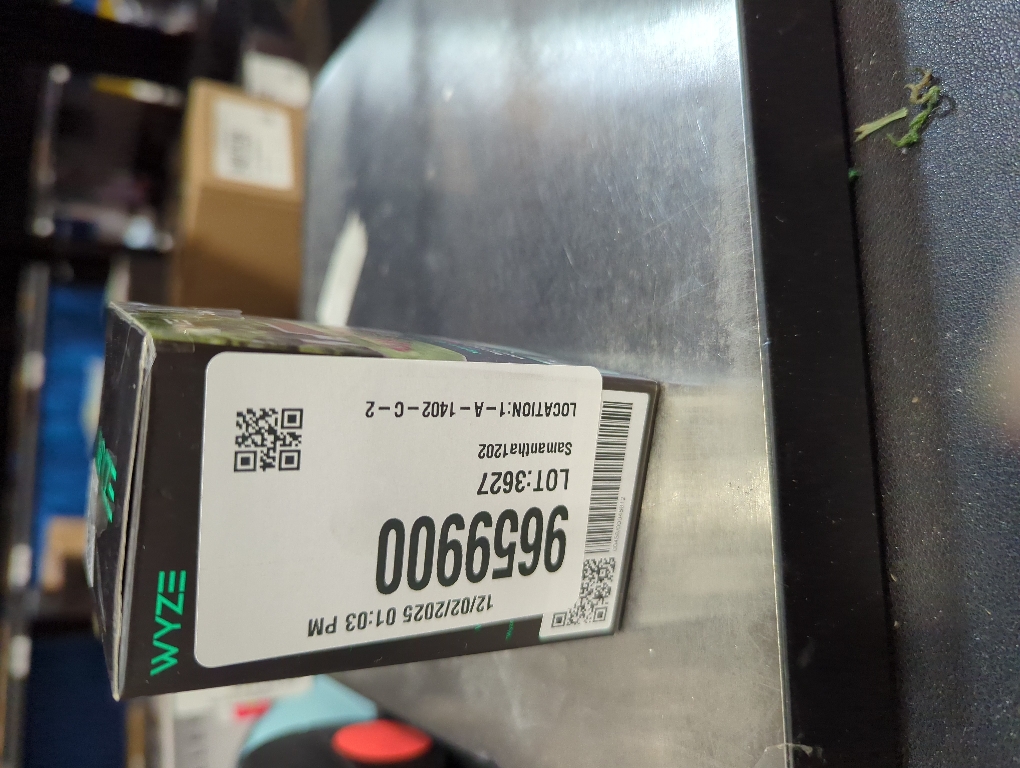 12/02/2025 01:03 PM
9659900
LOT:3627
Samantha1202
LOCATION:1-A-1402-C-2
WYZE